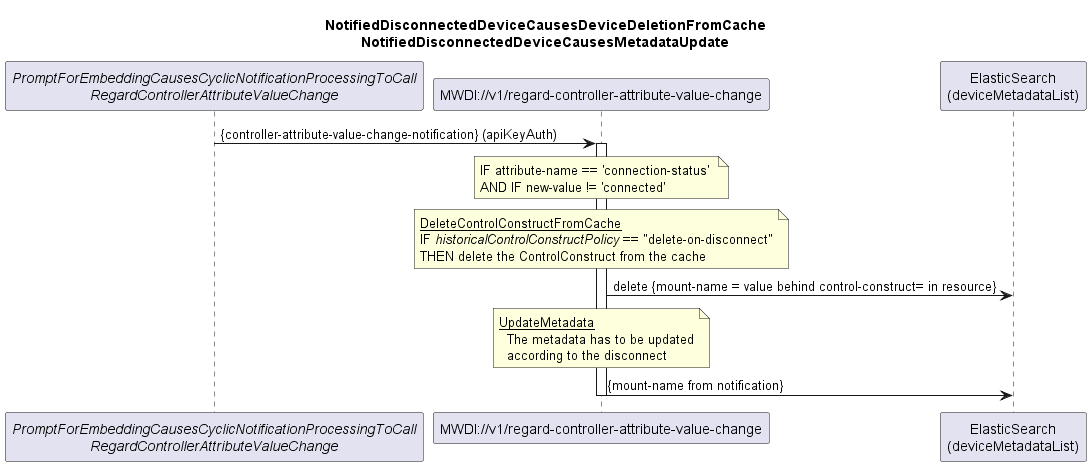 NotifiedDisconnectedDeviceCausesDeviceDeletionFromCache
NotifiedDisconnectedDeviceCausesMetadataUpdate
PromptForEmbeddingCausesCyclicNotificationProcessingToCall
RegardControllerAttributeValueChange
MWDI://v1/regard-controller-attribute-value-change
ElasticSearch
(deviceMetadataList)
{controller-attribute-value-change-notification} (apiKeyAuth)
IF attribute-name == 'connection-status'
AND IF new-value != 'connected'
DeleteControlConstructFromCache
IF historicalControlConstructPolicy == "delete-on-disconnect"
THEN delete the ControlConstruct from the cache
delete {mount-name = value behind control-construct= in resource}
UpdateMetadata
The metadata has to be updated
according to the disconnect
{mount-name from notification}
PromptForEmbeddingCausesCyclicNotificationProcessingToCall
RegardControllerAttributeValueChange
MWDI://v1/regard-controller-attribute-value-change
ElasticSearch
(deviceMetadataList)